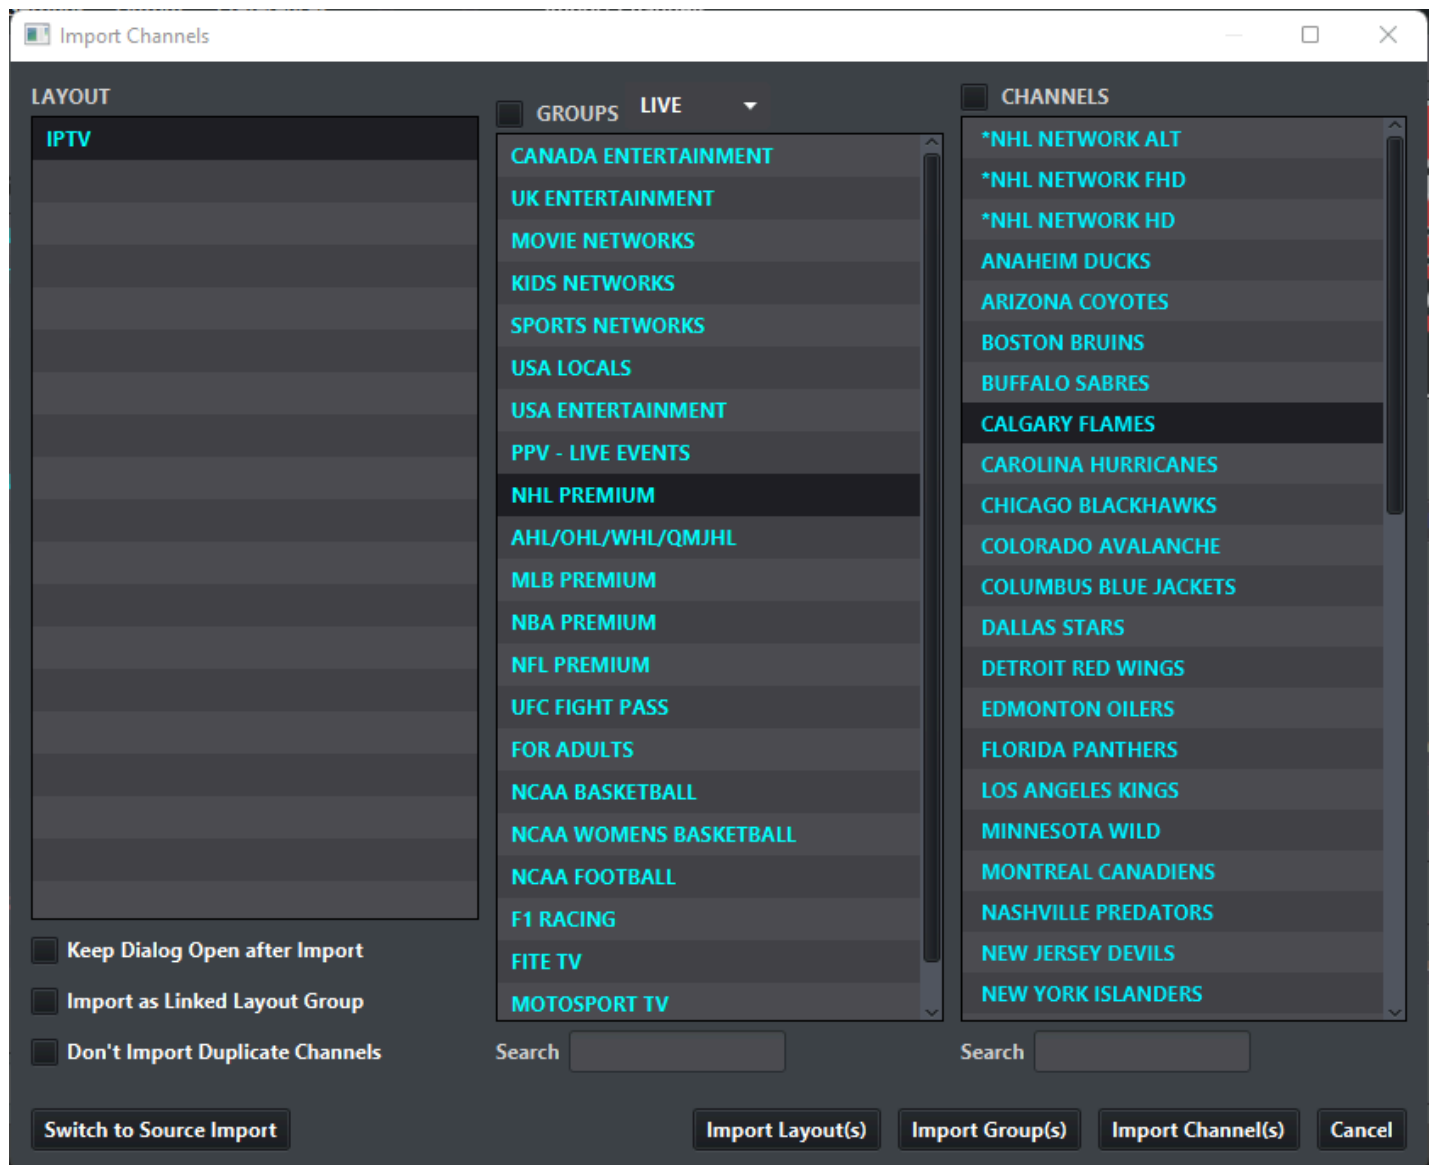 Import Channels
LAYOUT
IPTV
GROUPS
LIVE
CANADA ENTERTAINMENT
UK ENTERTAINMENT
MOVIE NETWORKS
KIDS NETWORKS
SPORTS NETWORKS
USA LOCALS
USA ENTERTAINMENT
PPV - LIVE EVENTS
NHL PREMIUM
AHL/OHL/WHL/QMJHL
MLB PREMIUM
NBA PREMIUM
NFL PREMIUM
UFC FIGHT PASS
FOR ADULTS
NCAA BASKETBALL
NCAA WOMENS BASKETBALL
NCAA FOOTBALL
F1 RACING
FITE TV
MOTOSPORT TV
Search
CHANNELS
*NHL NETWORK ALT
*NHL NETWORK FHD
*NHL NETWORK HD
ANAHEIM DUCKS
ARIZONA COYOTES
BOSTON BRUINS
BUFFALO SABRES
CALGARY FLAMES
CAROLINA HURRICANES
CHICAGO BLACKHAWKS
COLORADO AVALANCHE
COLUMBUS BLUE JACKETS
DALLAS STARS
DETROIT RED WINGS
EDMONTON OILERS
FLORIDA PANTHERS
LOS ANGELES KINGS
MINNESOTA WILD
MONTREAL CANADIENS
NASHVILLE PREDATORS
NEW JERSEY DEVILS
NEW YORK ISLANDERS
Search
Keep Dialog Open after Import
Import as Linked Layout Group
Don't Import Duplicate Channels
Switch to Source Import
Import Layout(s)
Import Group(s)
Import Channel(s)
Cancel